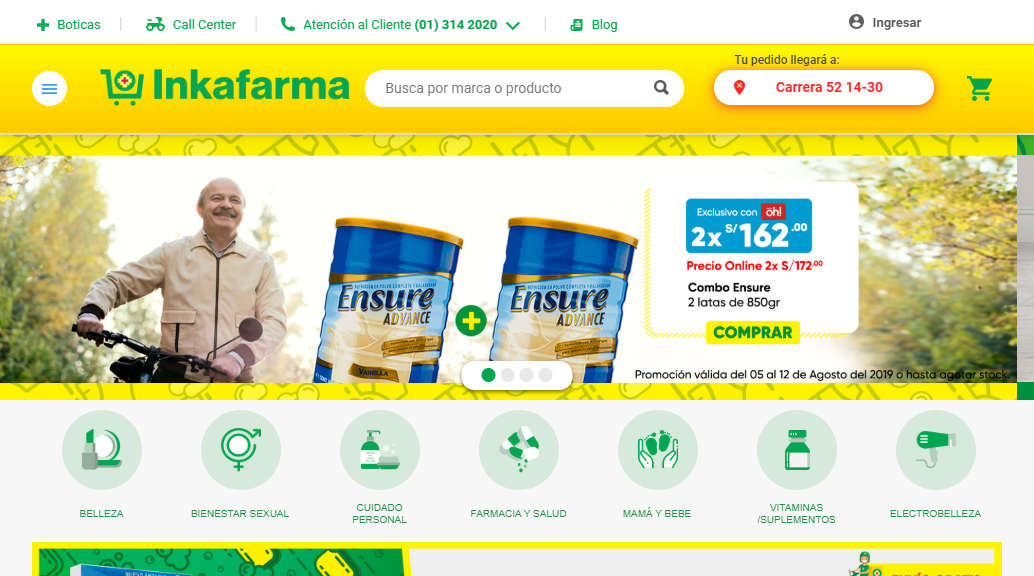 Boticas
Call Center
Atención al Cliente (01) 314 2020
Blog
Ingresar
Inkafarma
Busca por marca o producto
Tu pedido llegará a:
Carrera 52 14-30
Exclusivo con öh!
2x S/162.00
Precio Online 2x S/172.00
Combo Ensure
2 latas de 850gr
COMPRAR
Ensure
ADVANCE
VAINILLA
Ensure
ADVANCE
Promoción válida del 05 al 12 de Agosto del 2019 o hasta agotar stock.
BELLEZA
BIENESTAR SEXUAL
CUIDADO
PERSONAL
FARMACIA Y SALUD
MAMÁ Y BEBE
VITAMINAS
/SUPLEMENTOS
ELECTROBELLEZA